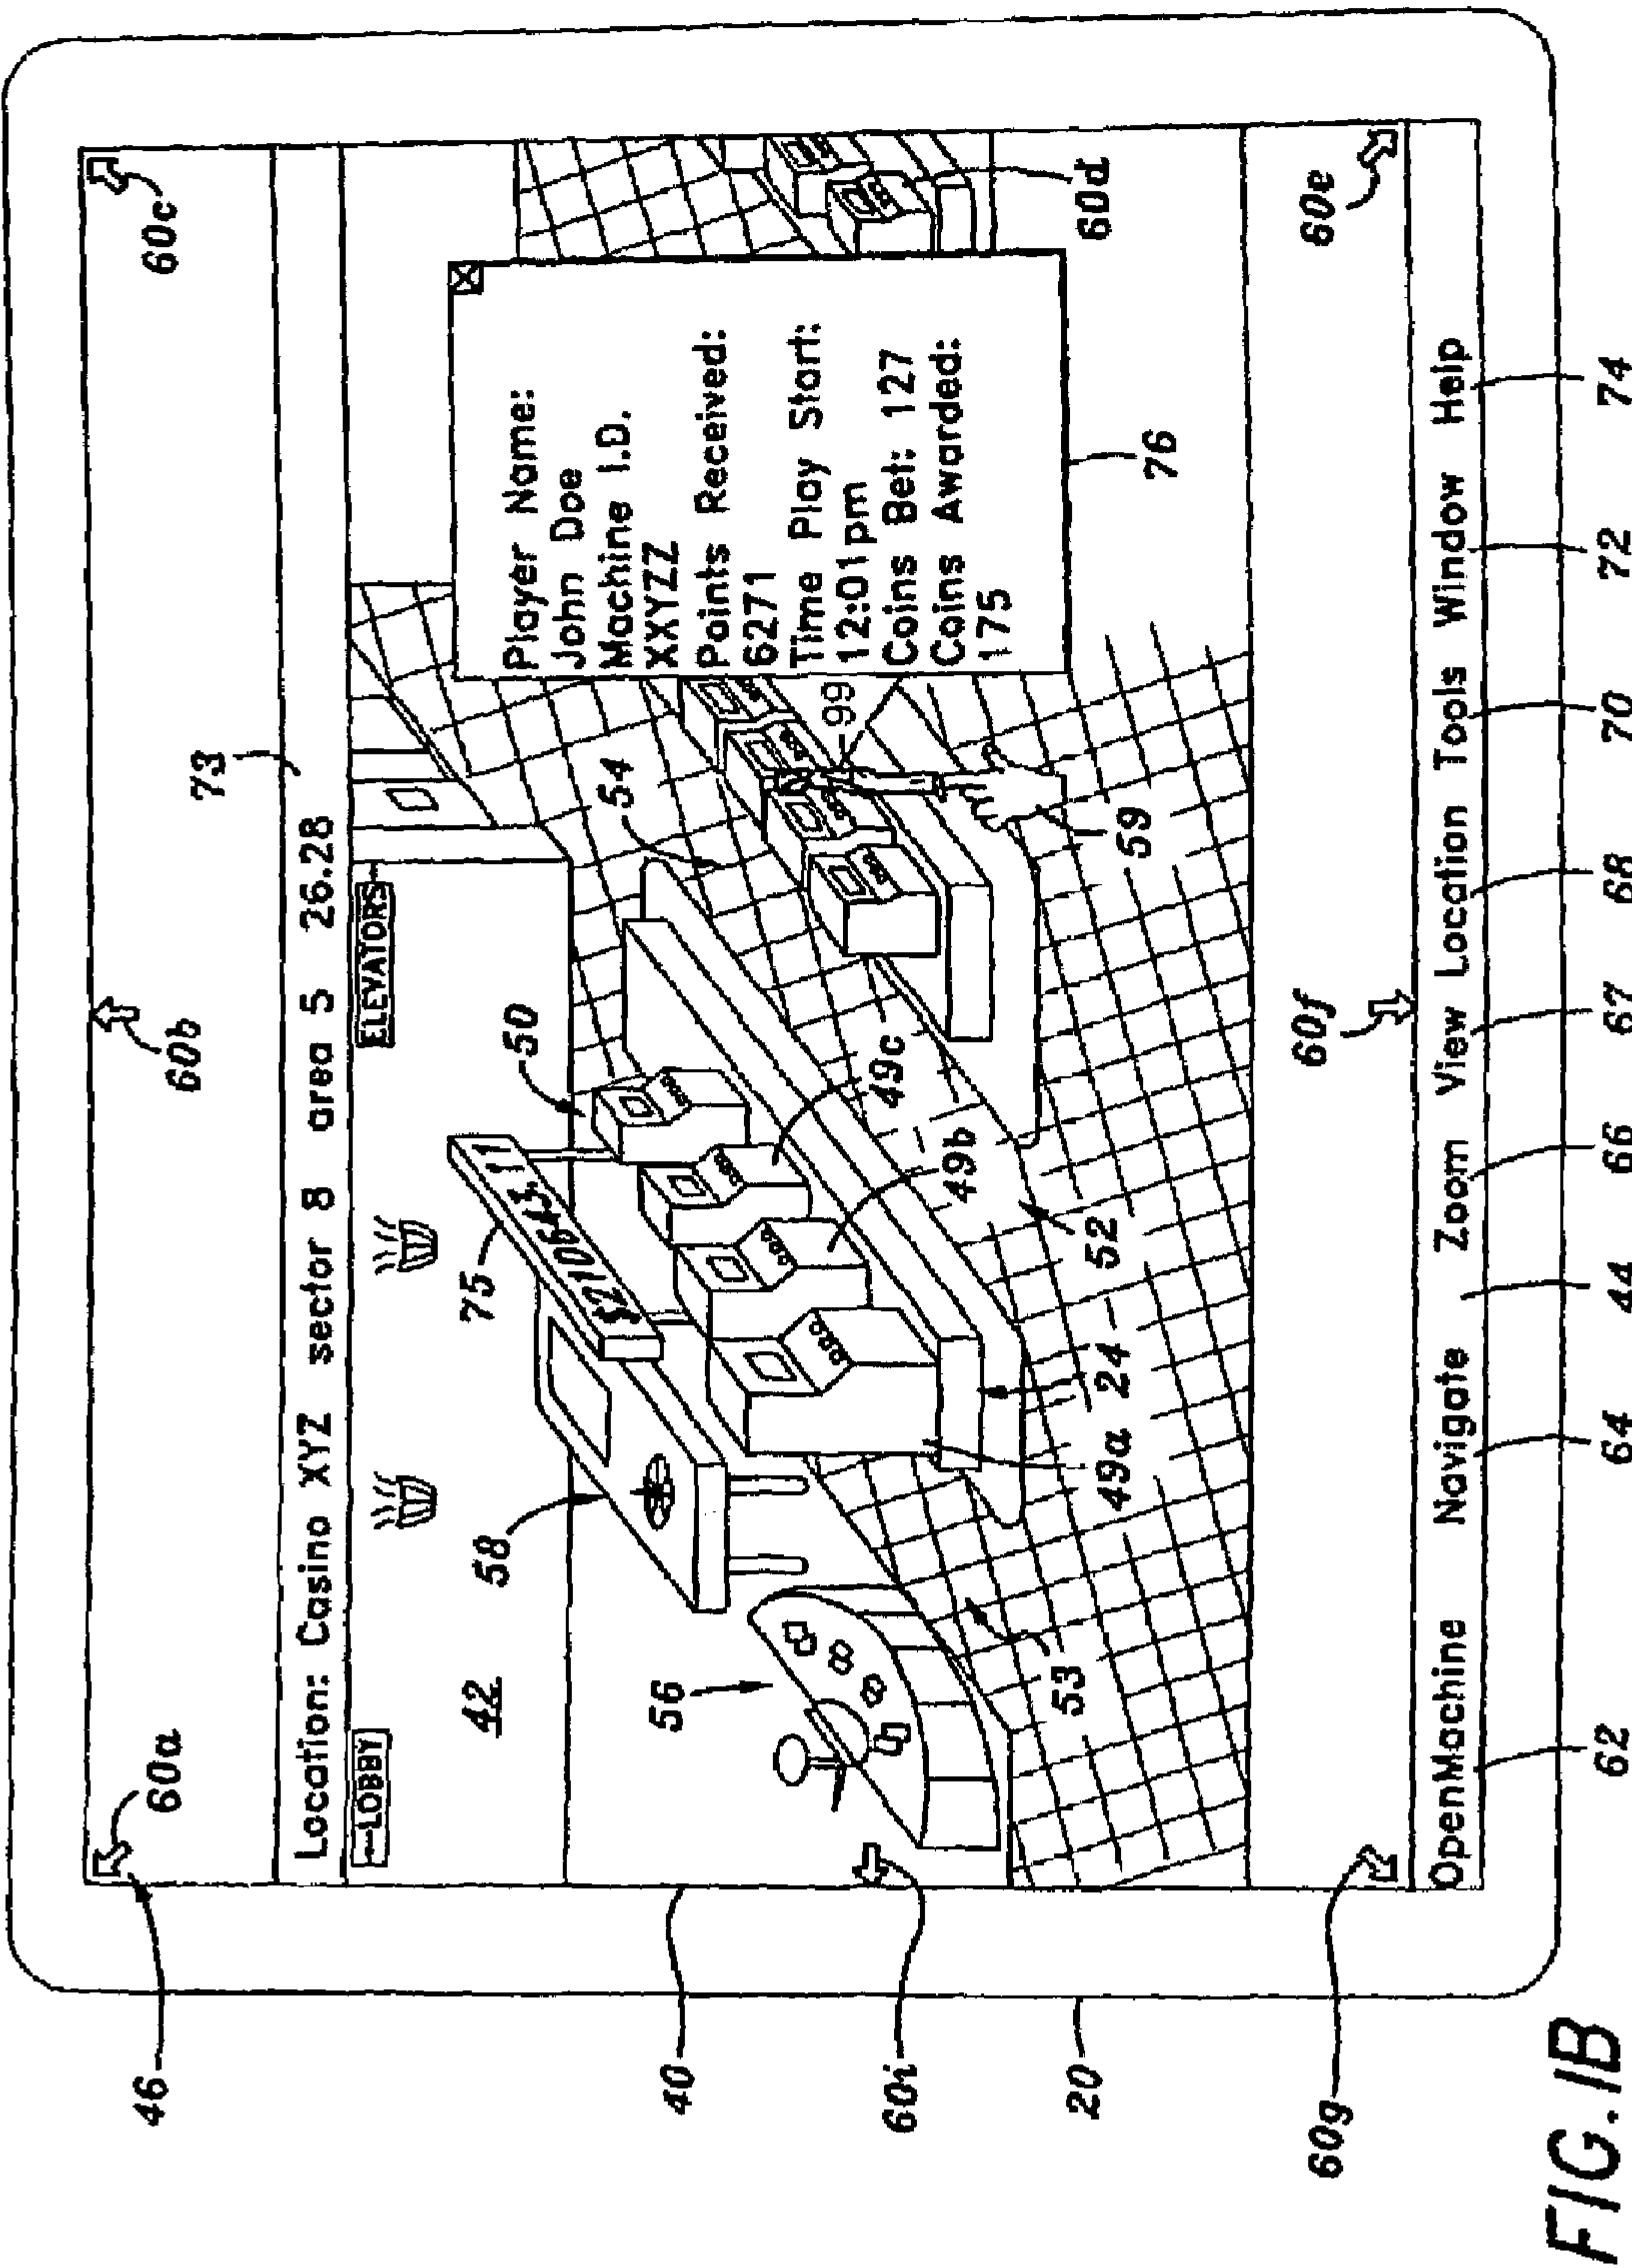 46
60a
60b
60c
73
Location: Casino XYZ sector 8 area 5 26.28
←LOBBY
ELEVATORS→
42
75
$210643.11
50
58
54
Player Name:
John Doe
Machine I.D.
XXYZZ
Points Received:
6271
Time Play Start:
12:01pm
Coins Bet: 127
Coins Awarded:
175
40
56
99
49c
49b
60i
60d
53
49a
24
52
59
76
20
60g
60f
60e
OpenMachine Navigate Zoom View Location Tools Window Help
62
64
44
66
67
68
70
72
74
FIG.1B